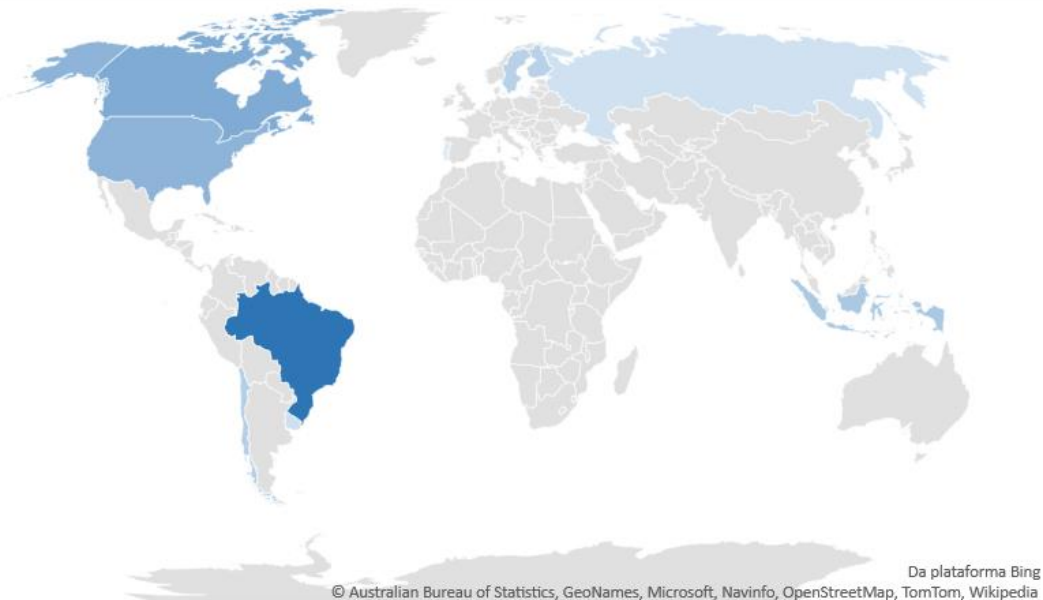 Da plataforma Bing
© Australian Bureau of Statistics, GeoNames, Microsoft, Navinfo, OpenStreetMap, TomTom, Wikipedia